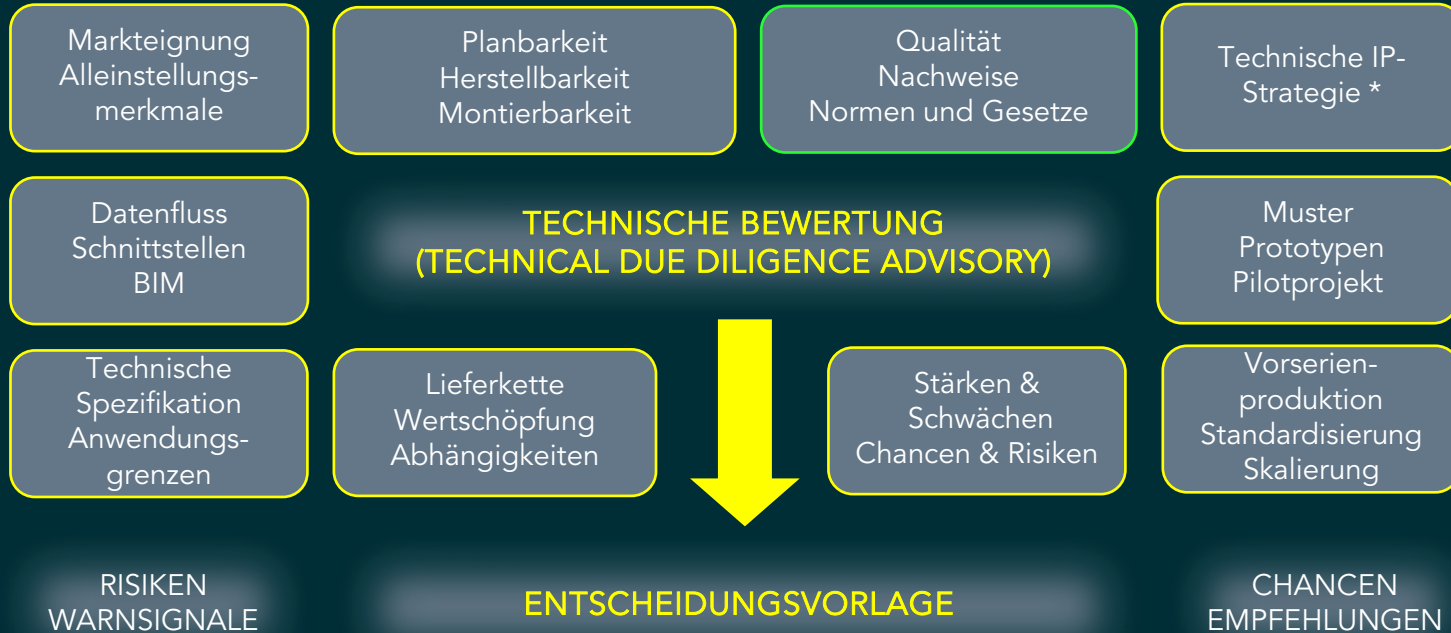 Markteignung
Alleinstellungs-
merkmale
Planbarkeit
Herstellbarkeit
Montierbarkeit
Qualität
Nachweise
Normen und Gesetze
Technische IP-
Strategie *
Datenfluss
Schnittstellen
BIM
TECHNISCHE BEWERTUNG
(TECHNICAL DUE DILIGENCE ADVISORY)
Muster
Prototypen
Pilotprojekt
Technische
Spezifikation
Anwendungs-
grenzen
Lieferkette
Wertschöpfung
Abhängigkeiten
Stärken &
Schwächen
Chancen & Risiken
Vorserien-
produktion
Standardisierung
Skalierung
RISIKEN
WARNSIGNALE
ENTSCHEIDUNGSVORLAGE
CHANCEN
EMPFEHLUNGEN